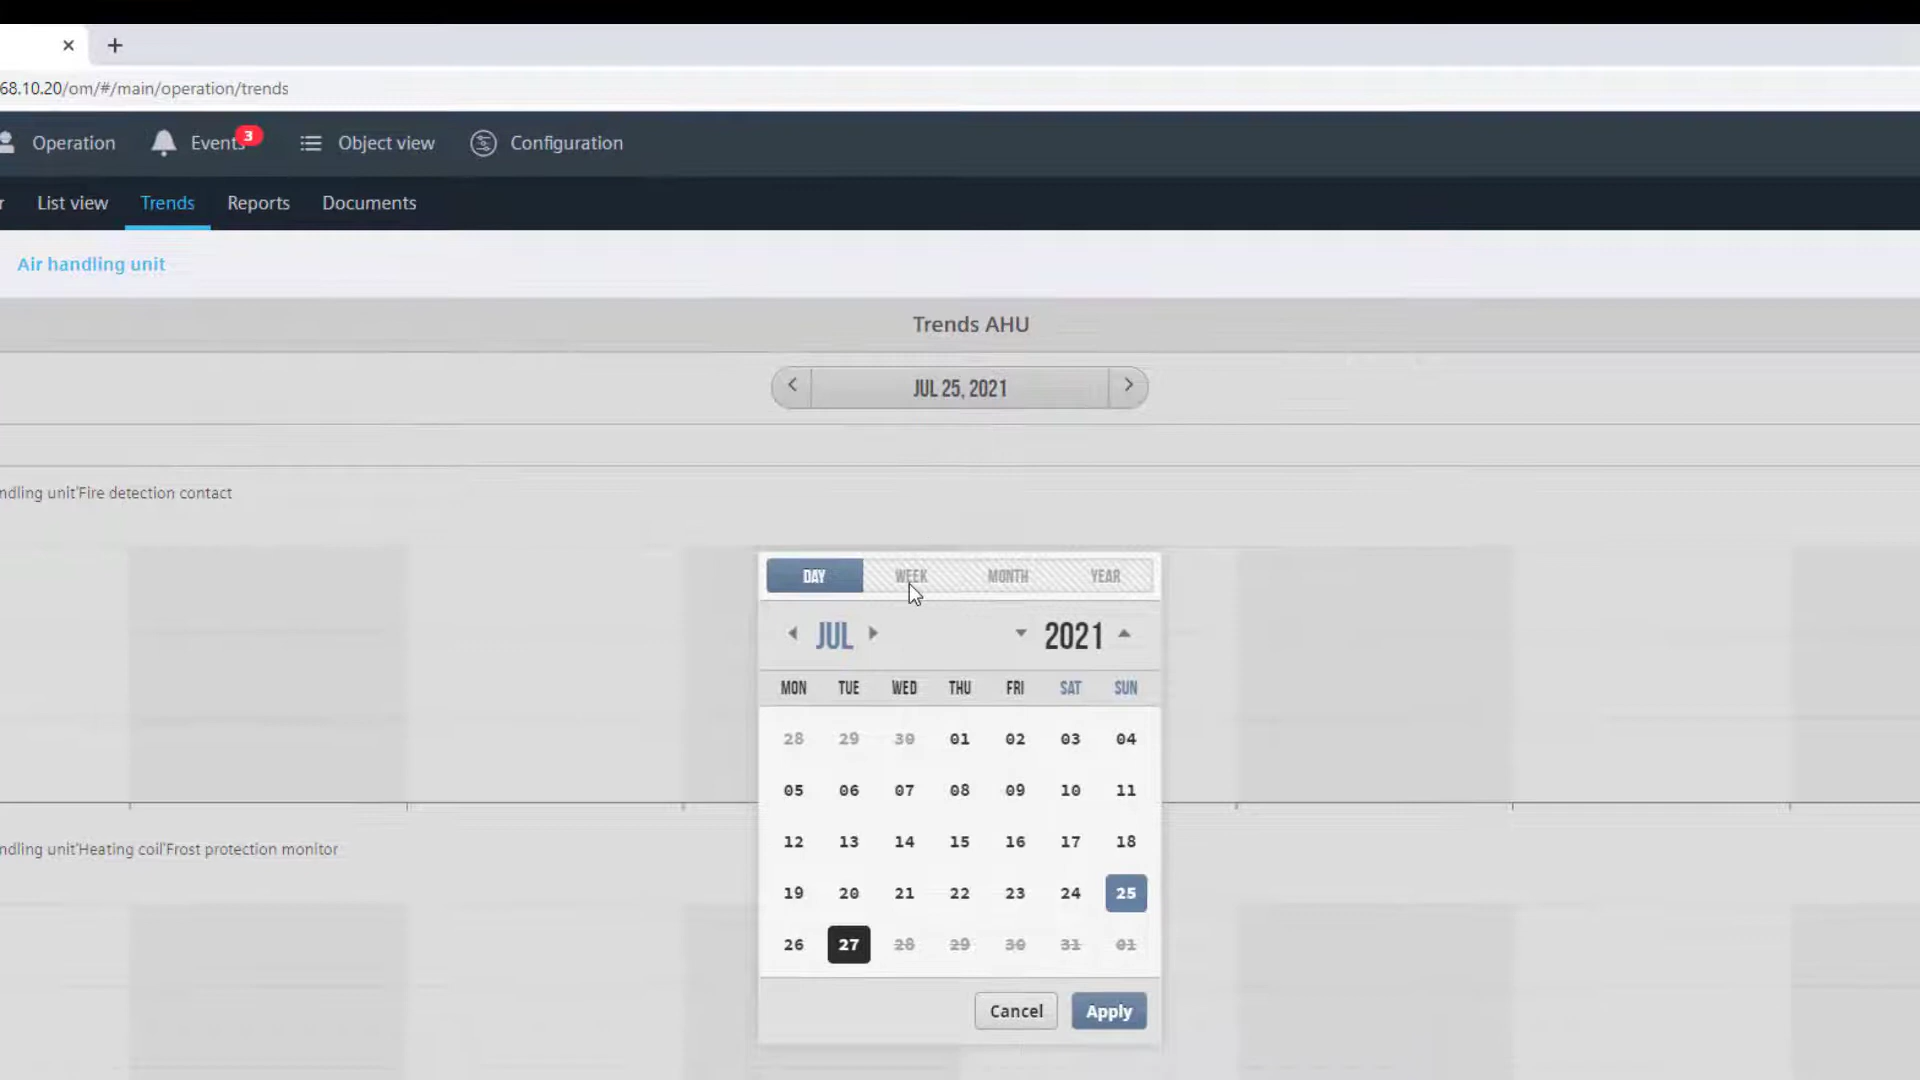 68.10.20/om/#/main/operation/trends
Operation Events 3 Object view Configuration
r List view Trends Reports Documents
Air handling unit
Trends AHU
JUL 25, 2021
ndling unit'Fire detection contact
DAY WEEK MONTH YEAR
JUL 2021
MON TUE WED THU FRI SAT SUN
28 29 30 01 02 03 04
05 06 07 08 09 10 11
12 13 14 15 16 17 18
19 20 21 22 23 24 25
26 27 28 29 30 31 01
ndling unit'Heating coil'Frost protection monitor
Cancel Apply